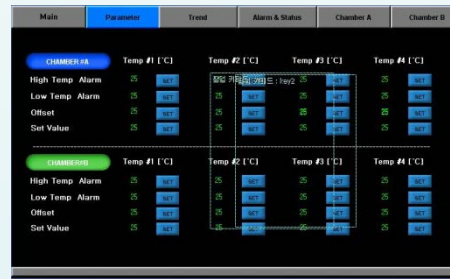 Main Parameter Trend Alarm & Status Chamber A Chamber B
CHAMBER #A Temp #1 [°C] Temp #2 [°C] Temp #3 [°C] Temp #4 [°C]
High Temp Alarm 25 SET 25 SET 25 SET
Low Temp Alarm 25 SET 25 SET 25 SET 25 SET
Offset 25 SET 25 SET 25 SET 25 SET
Set Value 25 SET 25 SET 25 SET 25 SET
CHAMBER#B Temp #1 [°C] Temp #2 [°C] Temp #3 [°C] Temp #4 [°C]
High Temp Alarm 25 SET 25 SET 25 SET 25 SET
Low Temp Alarm 25 SET 25 SET 25 SET 25 SET
Offset 25 SET 25 SET 25 SET 25 SET
Set Value 25 SET 25 SET 25 SET 25 SET